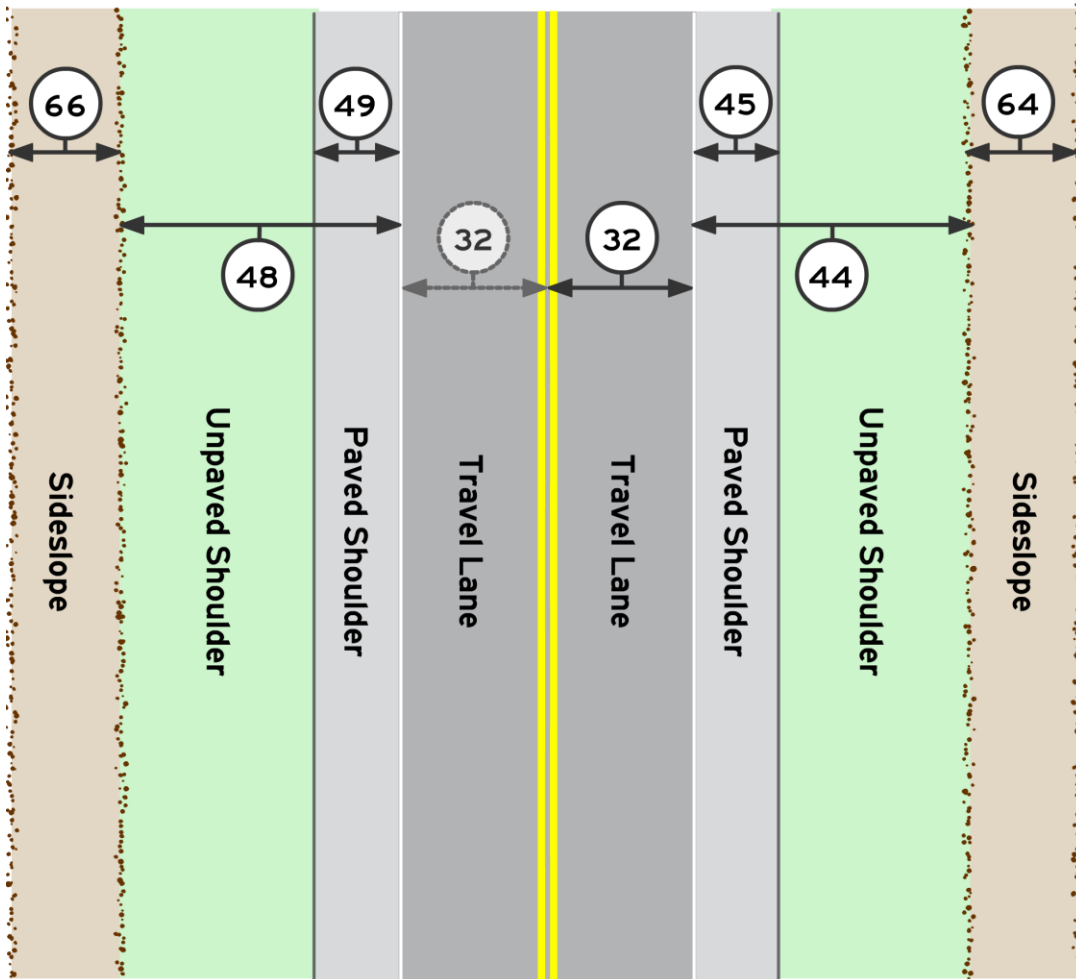 66
49
45
64
32
32
48
44
Sideslope
Unpaved Shoulder
Paved Shoulder
Travel Lane
Travel Lane
Paved Shoulder
Unpaved Shoulder
Sideslope